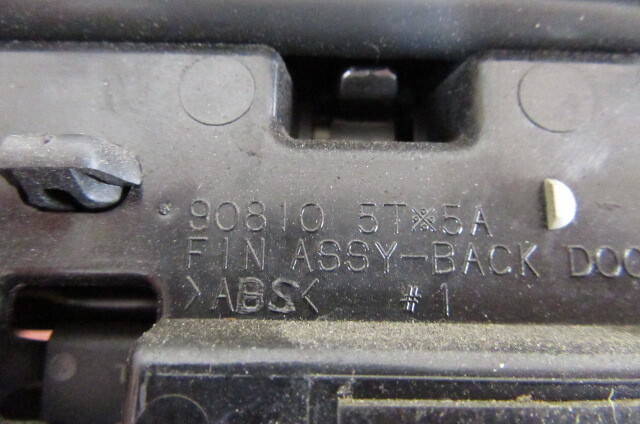 90810 5T※5A
FIN ASSY-BACK DOO
>ABS< #1